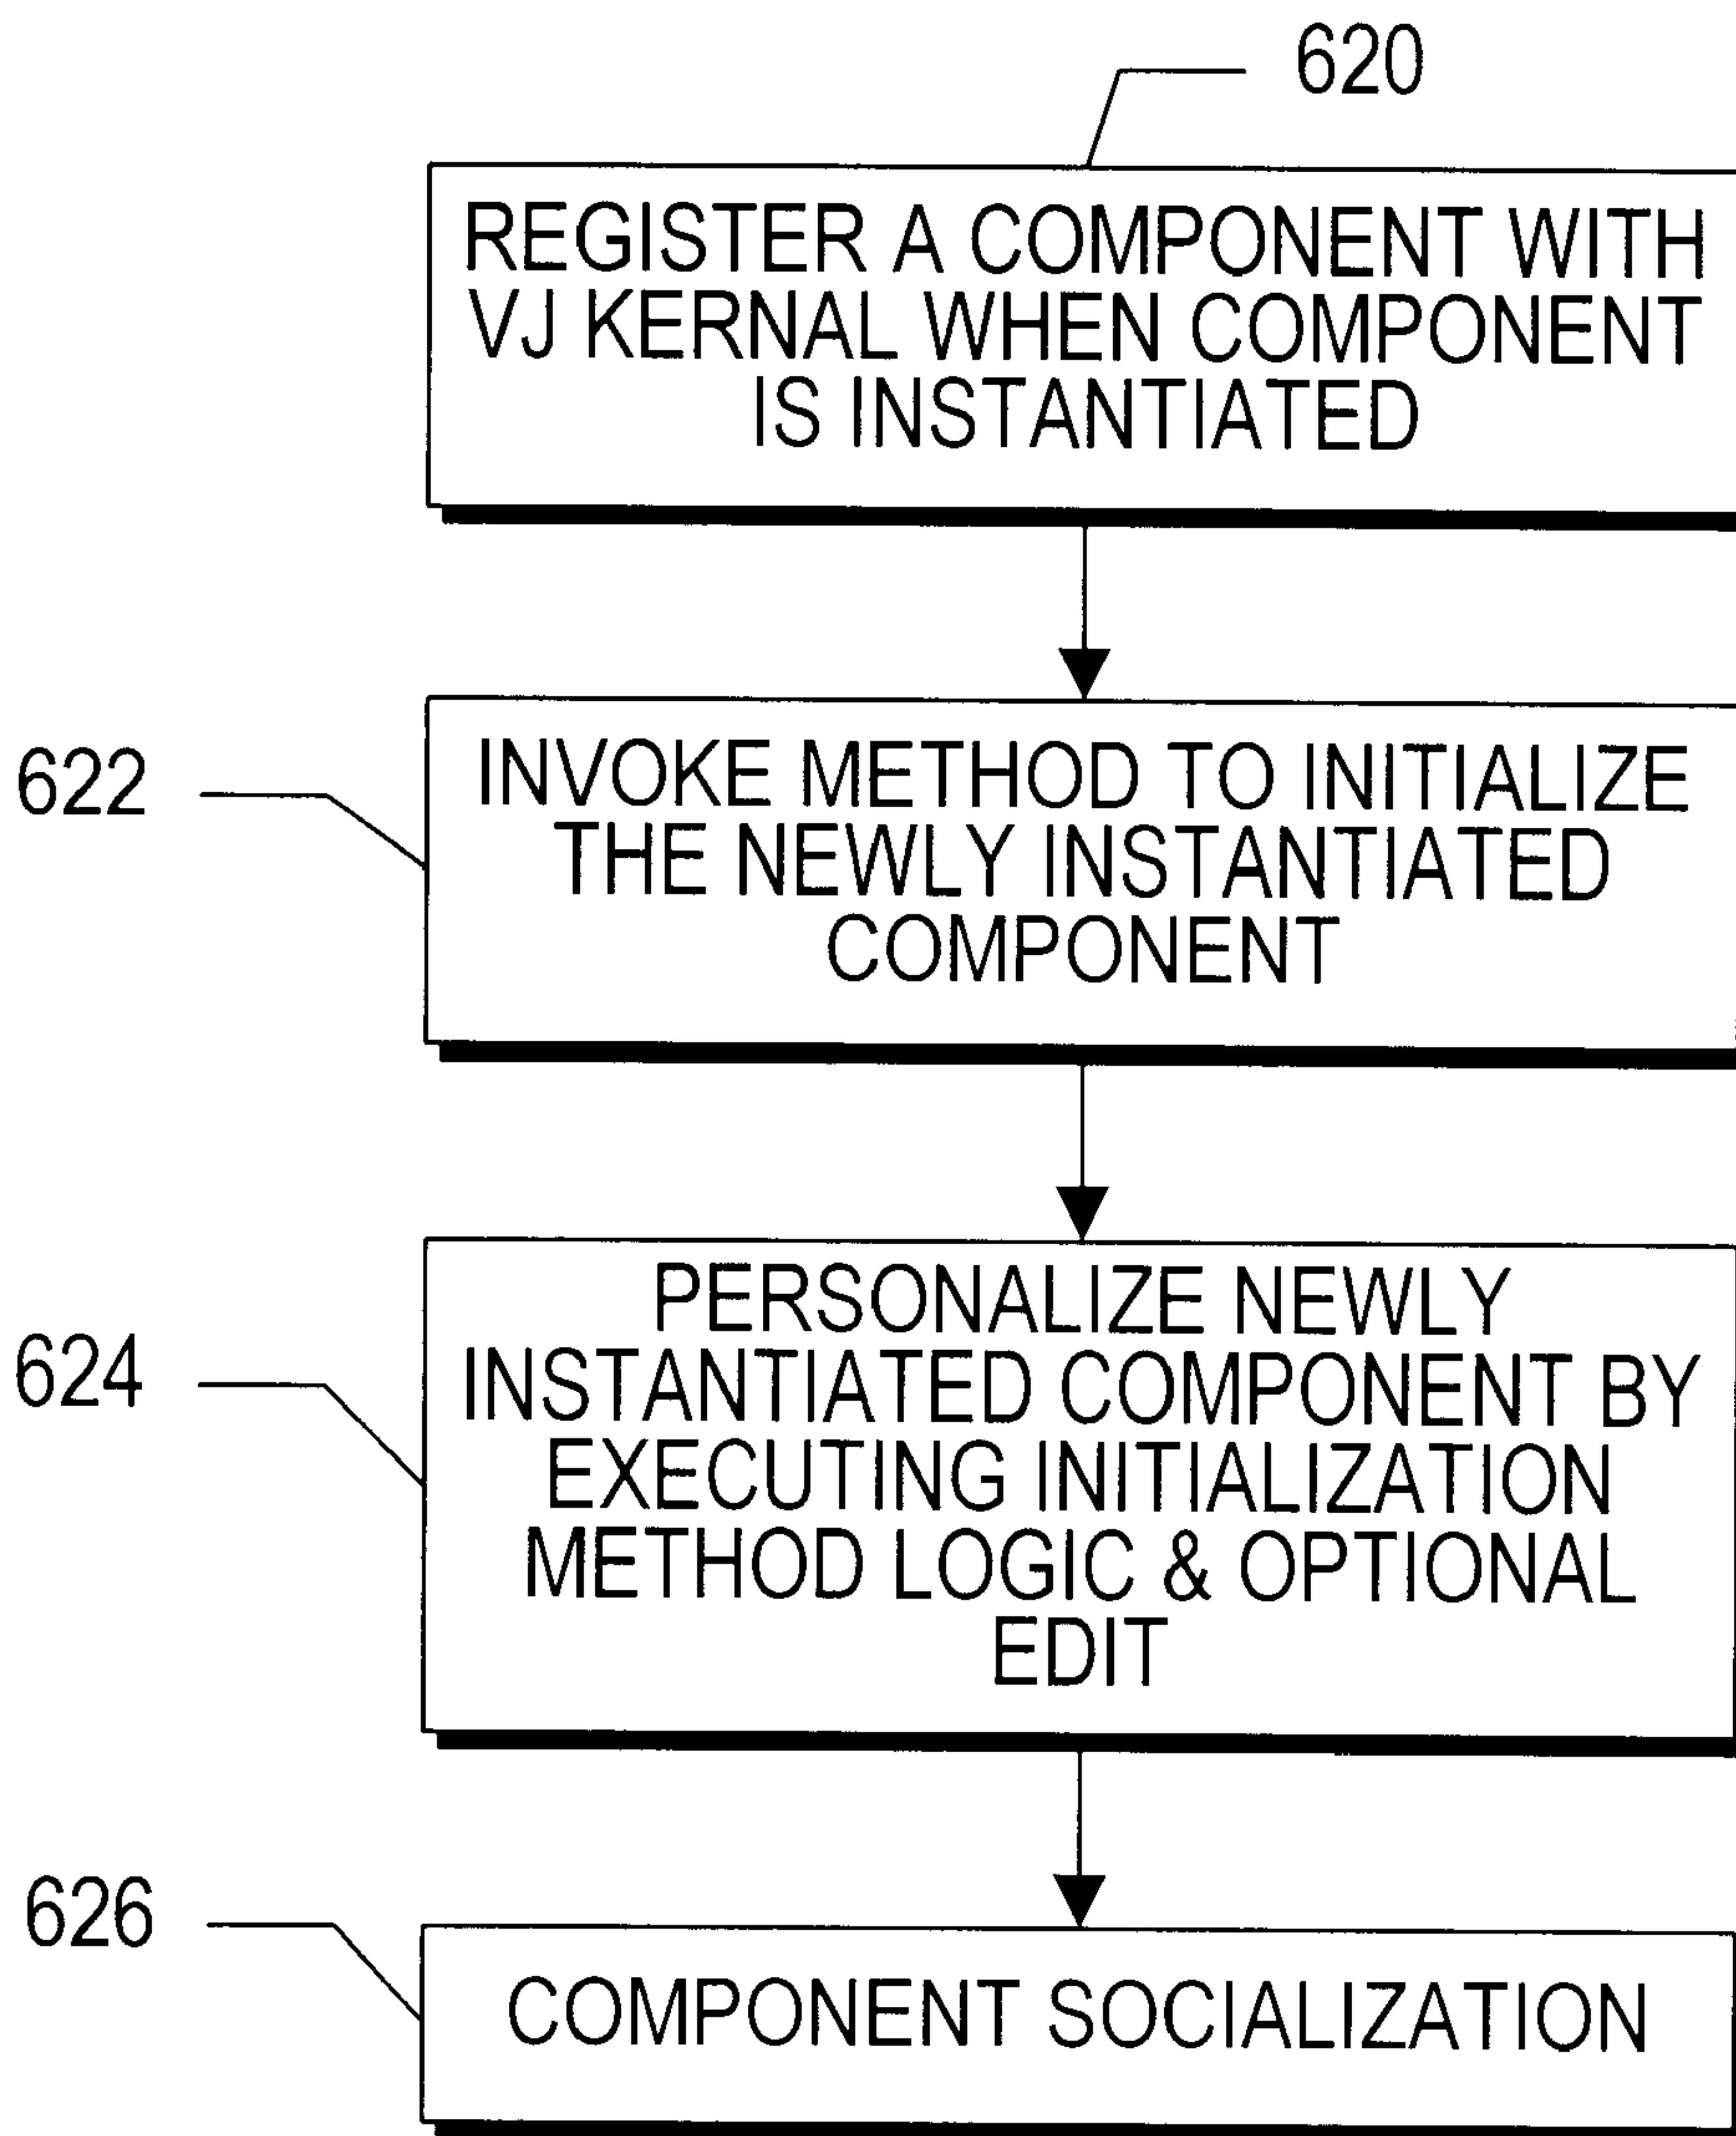 620
REGISTER A COMPONENT WITH
VJ KERNAL WHEN COMPONENT
IS INSTANTIATED
622
INVOKE METHOD TO INITIALIZE
THE NEWLY INSTANTIATED
COMPONENT
624
PERSONALIZE NEWLY
INSTANTIATED COMPONENT BY
EXECUTING INITIALIZATION
METHOD LOGIC & OPTIONAL
EDIT
626
COMPONENT SOCIALIZATION